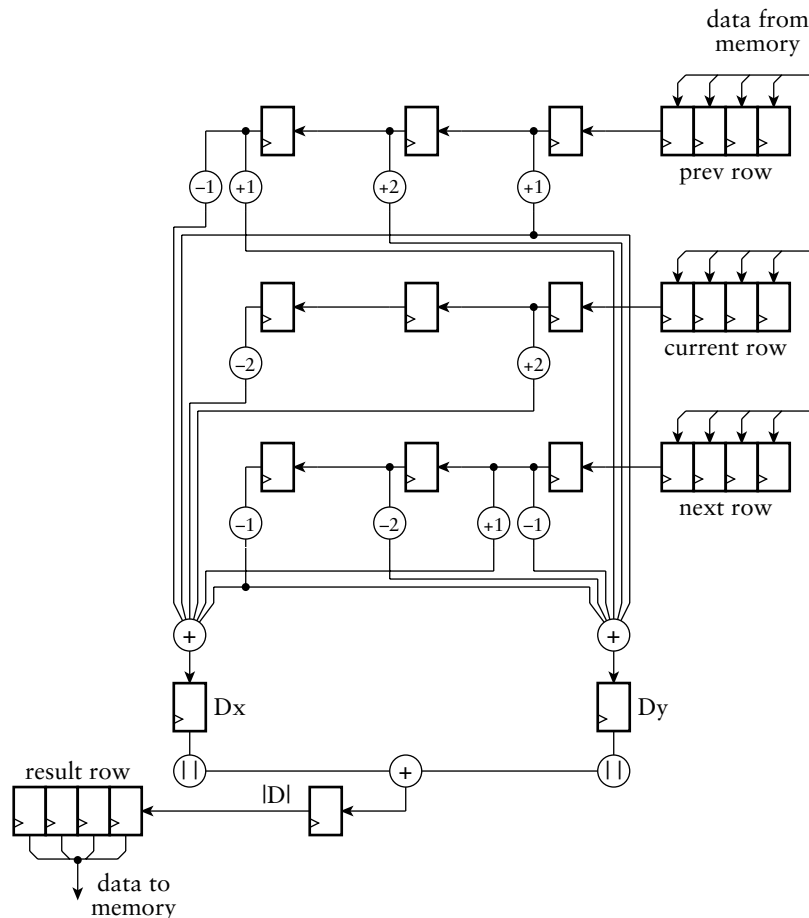 data from
memory
prev row
−1
+1
+2
+1
current row
−2
+2
next row
−1
−2
+1
−1
+
+
Dx
Dy
result row
| |
+
| |
|D|
data to
memory